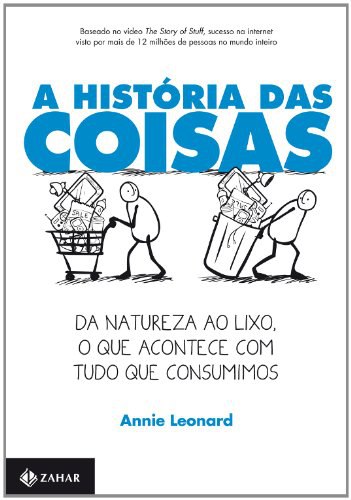 Baseado no vídeo The Story of Stuff, sucesso na internet
visto por mais de 12 milhões de pessoas no mundo inteiro
A HISTÓRIA DAS
COISAS
DA NATUREZA AO LIXO,
O QUE ACONTECE COM
TUDO QUE CONSUMIMOS
Annie Leonard
Z
ZAHAR